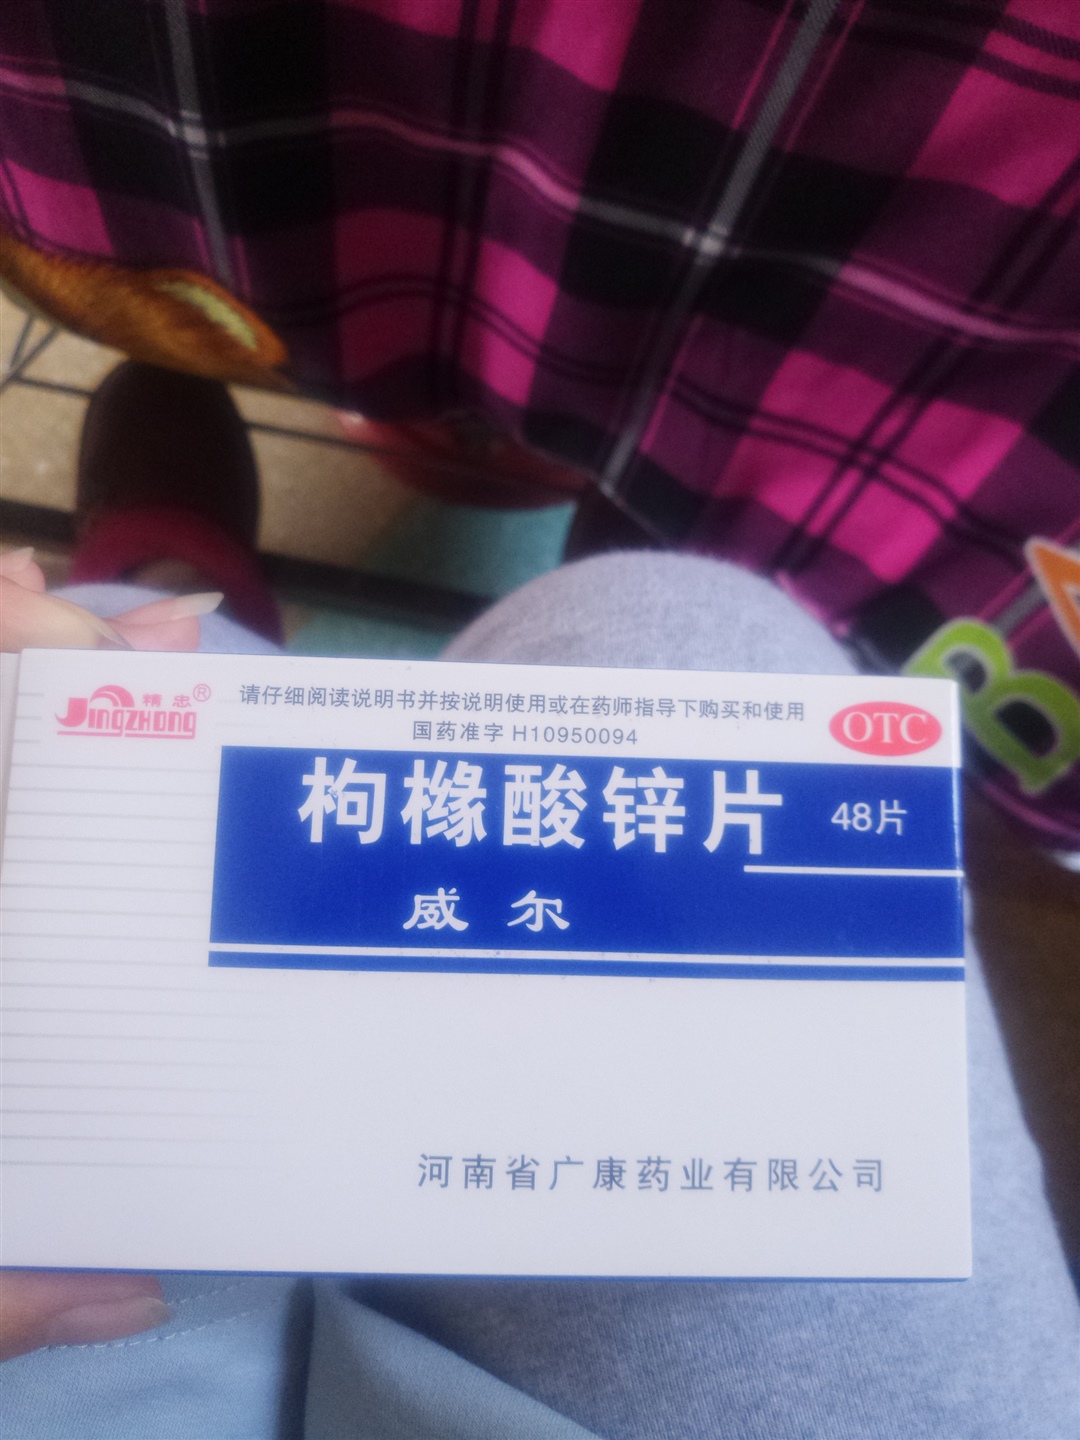 精忠®
JINGZHONG
请仔细阅读说明书并按说明使用或在药师指导下购买和使用
国药准字 H10950094
OTC
枸橼酸锌片
48片
威尔
河南省广康药业有限公司
B